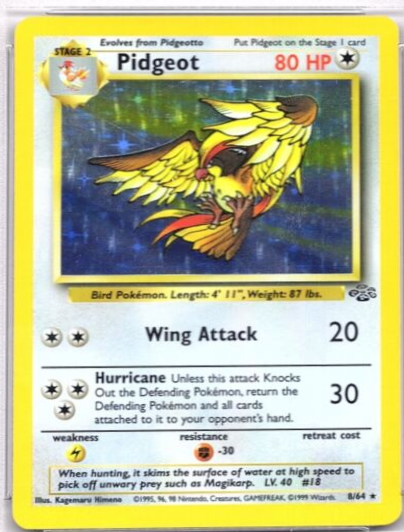 Evolves from Pidgeotto Put Pidgeot on the Stage 1 card
STAGE 2
Pidgeot 80 HP
Bird Pokémon. Length: 4' 11", Weight: 87 lbs.
Wing Attack 20
Hurricane Unless this attack Knocks
Out the Defending Pokémon, return the
Defending Pokémon and all cards
attached to it to your opponent's hand.
30
weakness resistance retreat cost
-30
When hunting, it skims the surface of water at high speed to
pick off unwary prey such as Magikarp. LV. 40 #18
Illus. Kagemaru Himeno ©1995, 96, 98 Nintendo, Creatures, GAMEFREAK. ©1999 Wizards. 8/64 ★